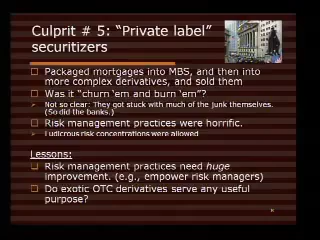 Culprit # 5: “Private label”
securitizers
Packaged mortgages into MBS, and then into
more complex derivatives, and sold them
Was it “churn ‘em and burn ‘em”?
Not so clear: They got stuck with much of the junk themselves.
(So did the banks.)
Risk management practices were horrific.
Ludicrous risk concentrations were allowed
Lessons:
Risk management practices need huge
improvement. (e.g., empower risk managers)
Do exotic OTC derivatives serve any useful
purpose?